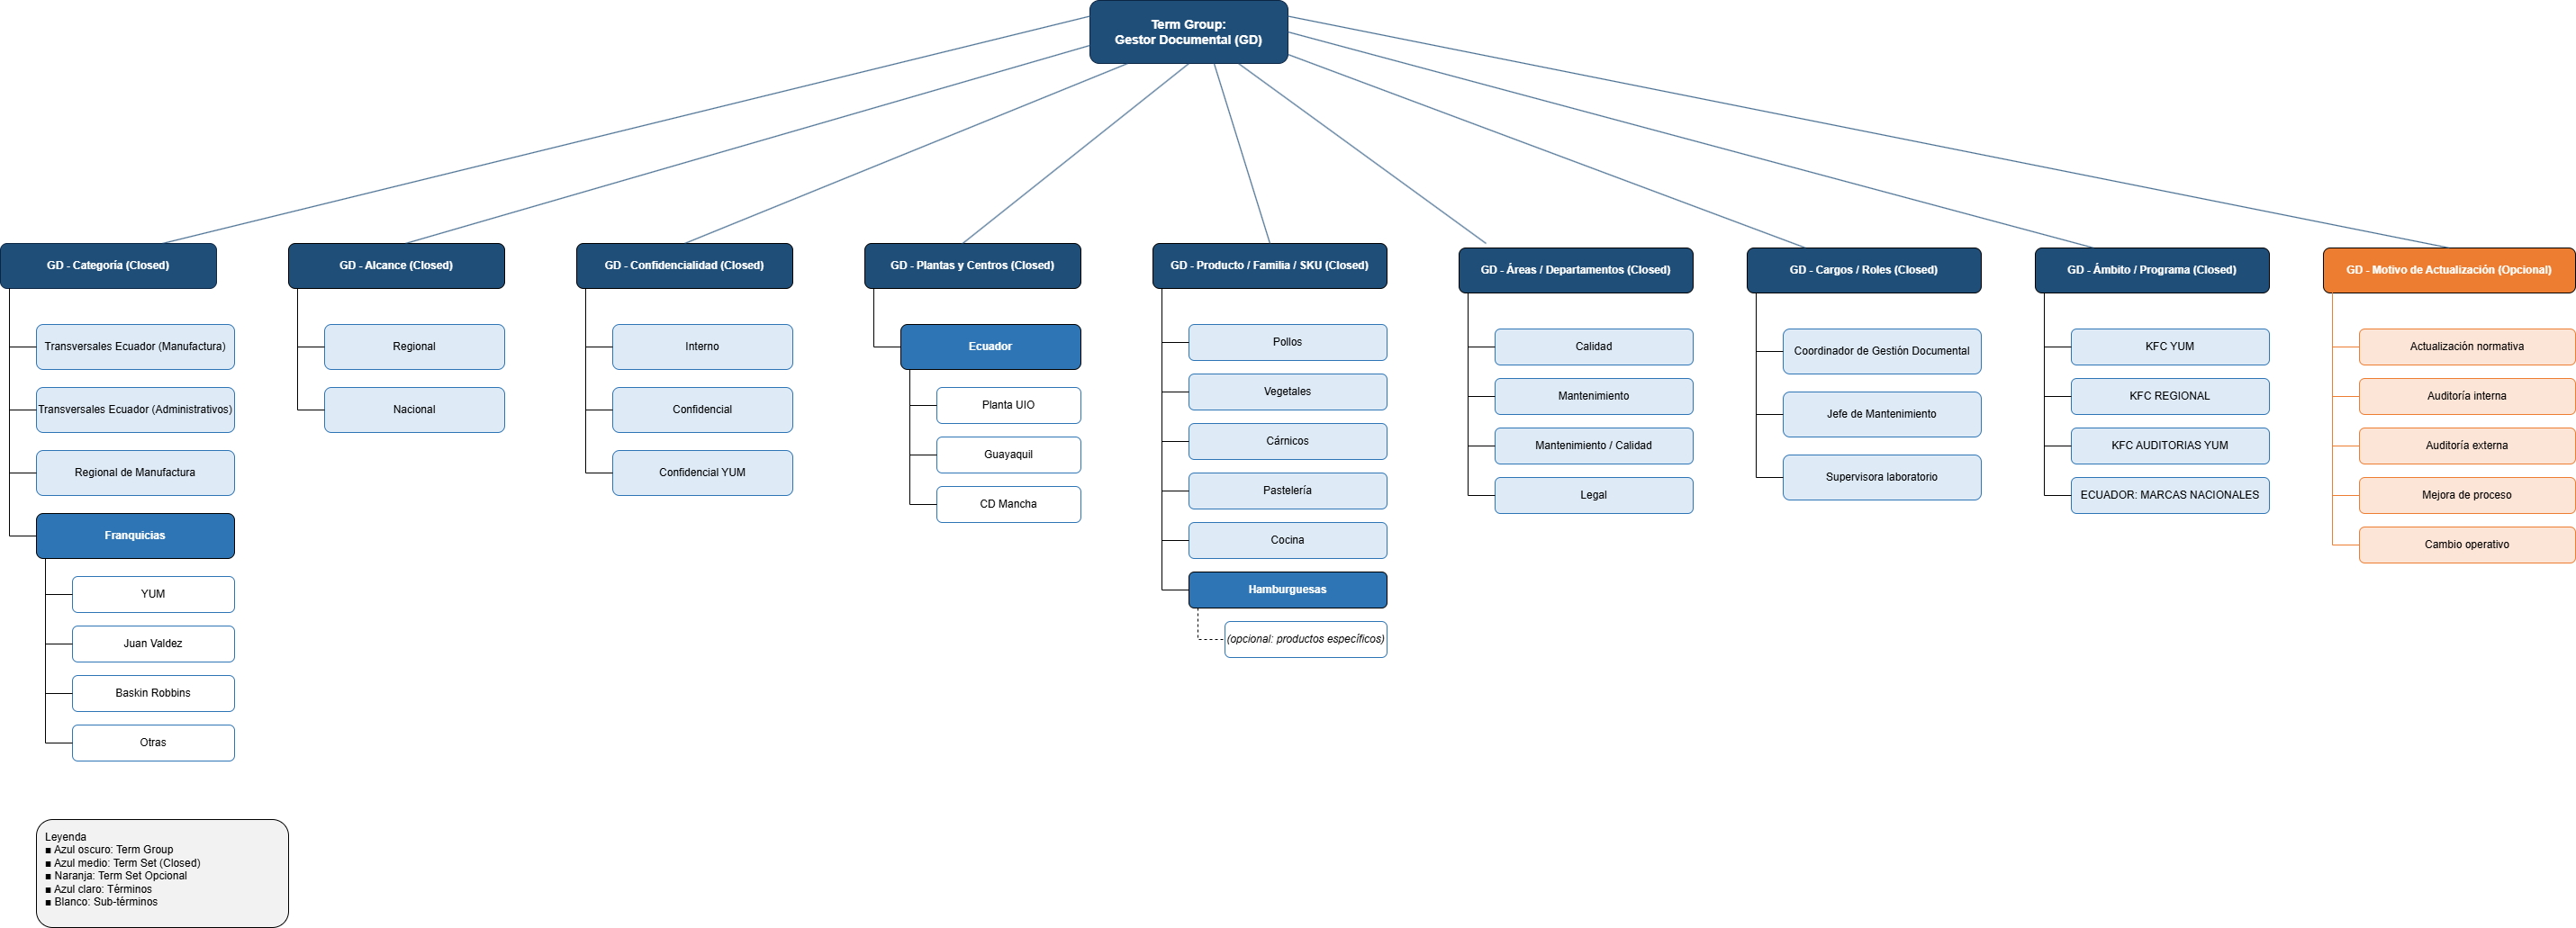 Term Group:
Gestor Documental (GD)
GD - Categoría (Closed)
Transversales Ecuador (Manufactura)
Transversales Ecuador (Administrativos)
Regional de Manufactura
Franquicias
YUM
Juan Valdez
Baskin Robbins
Otras
GD - Alcance (Closed)
Regional
Nacional
GD - Confidencialidad (Closed)
Interno
Confidencial
Confidencial YUM
GD - Plantas y Centros (Closed)
Ecuador
Planta UIO
Guayaquil
CD Mancha
GD - Producto / Familia / SKU (Closed)
Pollos
Vegetales
Cárnicos
Pastelería
Cocina
Hamburguesas
(opcional: productos específicos)
GD - Áreas / Departamentos (Closed)
Calidad
Mantenimiento
Mantenimiento / Calidad
Legal
GD - Cargos / Roles (Closed)
Coordinador de Gestión Documental
Jefe de Mantenimiento
Supervisora laboratorio
GD - Ámbito / Programa (Closed)
KFC YUM
KFC REGIONAL
KFC AUDITORIAS YUM
ECUADOR: MARCAS NACIONALES
GD - Motivo de Actualización (Opcional)
Actualización normativa
Auditoría interna
Auditoría externa
Mejora de proceso
Cambio operativo
Leyenda
■ Azul oscuro: Term Group
■ Azul medio: Term Set (Closed)
■ Naranja: Term Set Opcional
■ Azul claro: Términos
■ Blanco: Sub-términos